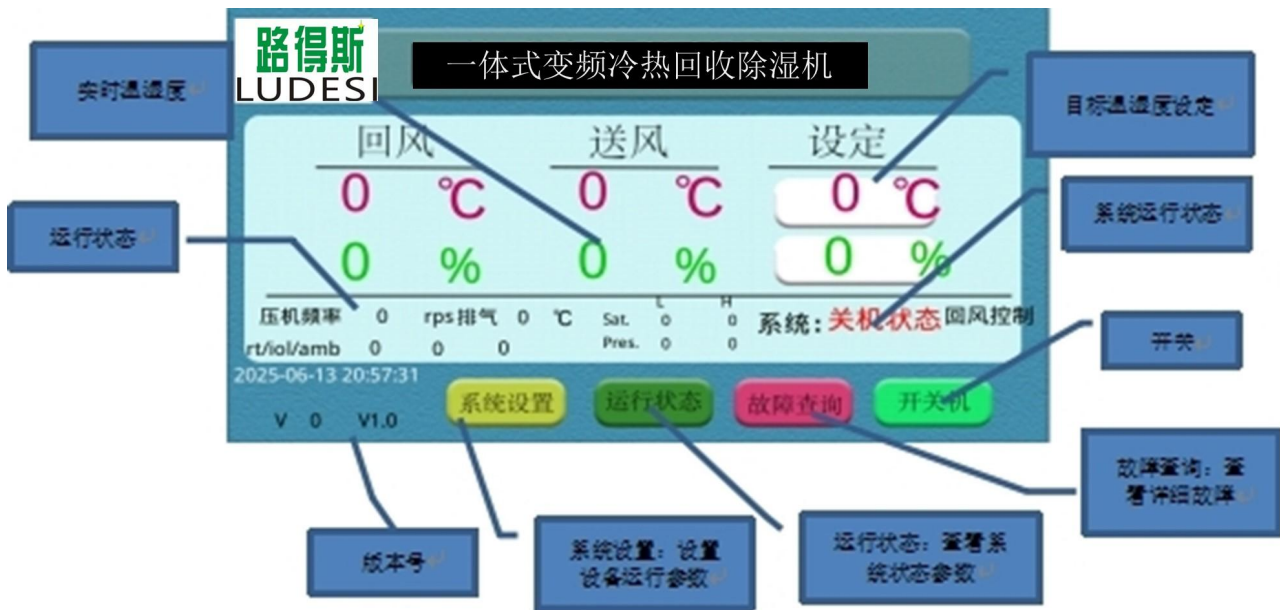 路得斯
LUDESI
一体式变频冷热回收除湿机
实时温湿度
目标温湿度设定
回风 送风 设定
0 ℃ 0 ℃ 0 ℃
系统运行状态
运行状态
0 % 0 % 0 %
L H
压机频率 0 rps 排气 0 ℃ Sat. 0 0 系统：关机状态 回风控制
rt/iol/amb 0 0 0 Pres. 0 0
开关
2025-06-13 20:57:31
系统设置 运行状态 故障查询 开关机
V 0 V1.0
故障查询：查
看详细故障
版本号
系统设置：设置
设备运行参数
运行状态：查看系
统状态参数